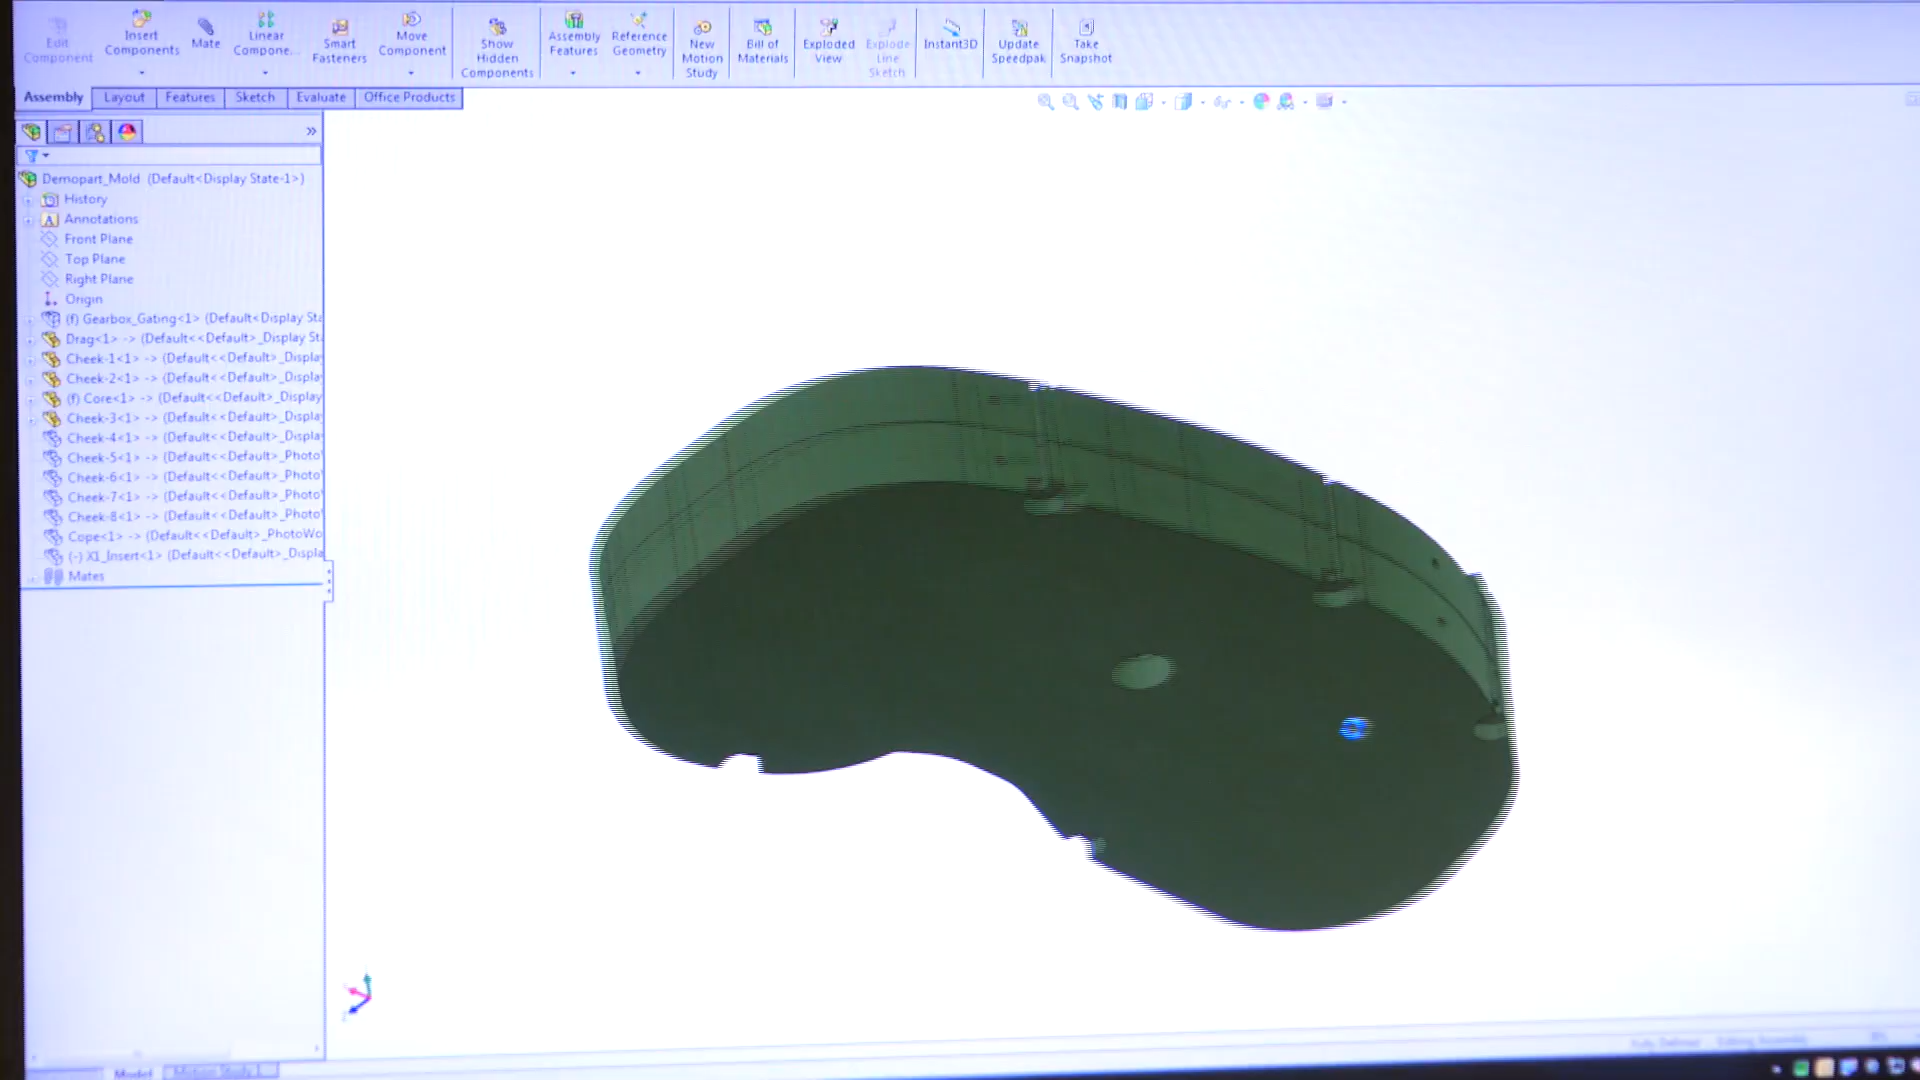 Edit Component
Insert Components
Mate
Linear Compone...
Smart Fasteners
Move Component
Show Hidden Components
Assembly Features
Reference Geometry
New Motion Study
Bill of Materials
Exploded View
Explode Line Sketch
Instant3D
Update Speedpak
Take Snapshot
Assembly Layout Features Sketch Evaluate Office Products
»
Demopart_Mold (Default<Display State-1>)
History
Annotations
Front Plane
Top Plane
Right Plane
Origin
(f) Gearbox_Gating<1> (Default<Display Sta
Drag<1> -> (Default<<Default>_Display St
Cheek-1<1> -> (Default<<Default>_Displa
Cheek-2<1> -> (Default<<Default>_Displa
(f) Core<1> -> (Default<<Default>_Display
Cheek-3<1> -> (Default<<Default>_Displa
Cheek-4<1> -> (Default<<Default>_Displa
Cheek-5<1> -> (Default<<Default>_Photo
Cheek-6<1> -> (Default<<Default>_Photo
Cheek-7<1> -> (Default<<Default>_Photo
Cheek-8<1> -> (Default<<Default>_Photo
Cope<1> -> (Default<<Default>_PhotoWo
(-) X1_Insert<1> (Default<<Default>_Displa
Mates
Model Motion Study 1